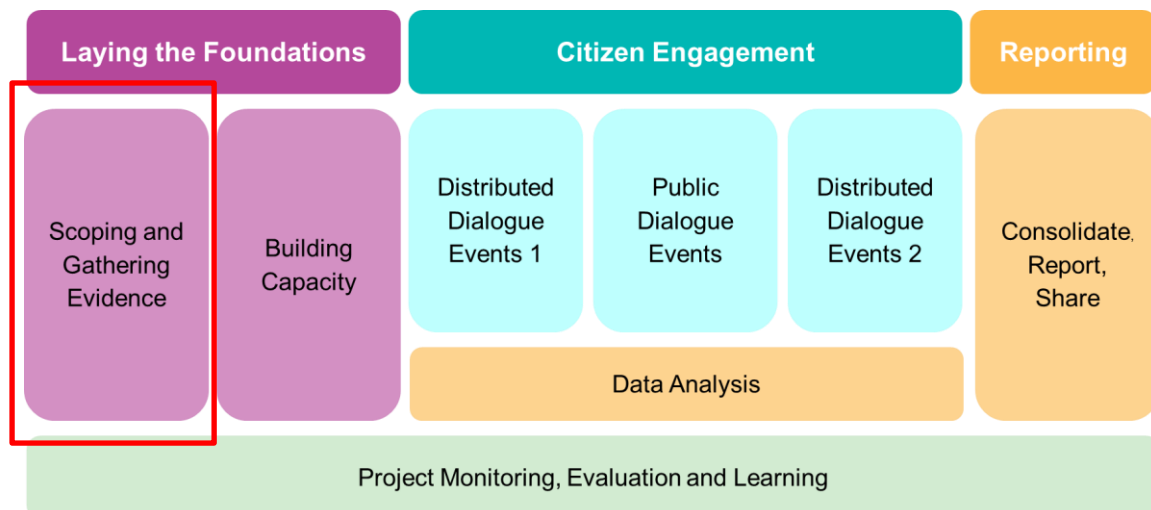 Laying the Foundations
Citizen Engagement
Reporting
Scoping and
Gathering
Evidence
Building
Capacity
Distributed
Dialogue
Events 1
Public
Dialogue
Events
Distributed
Dialogue
Events 2
Consolidate,
Report,
Share
Data Analysis
Project Monitoring, Evaluation and Learning